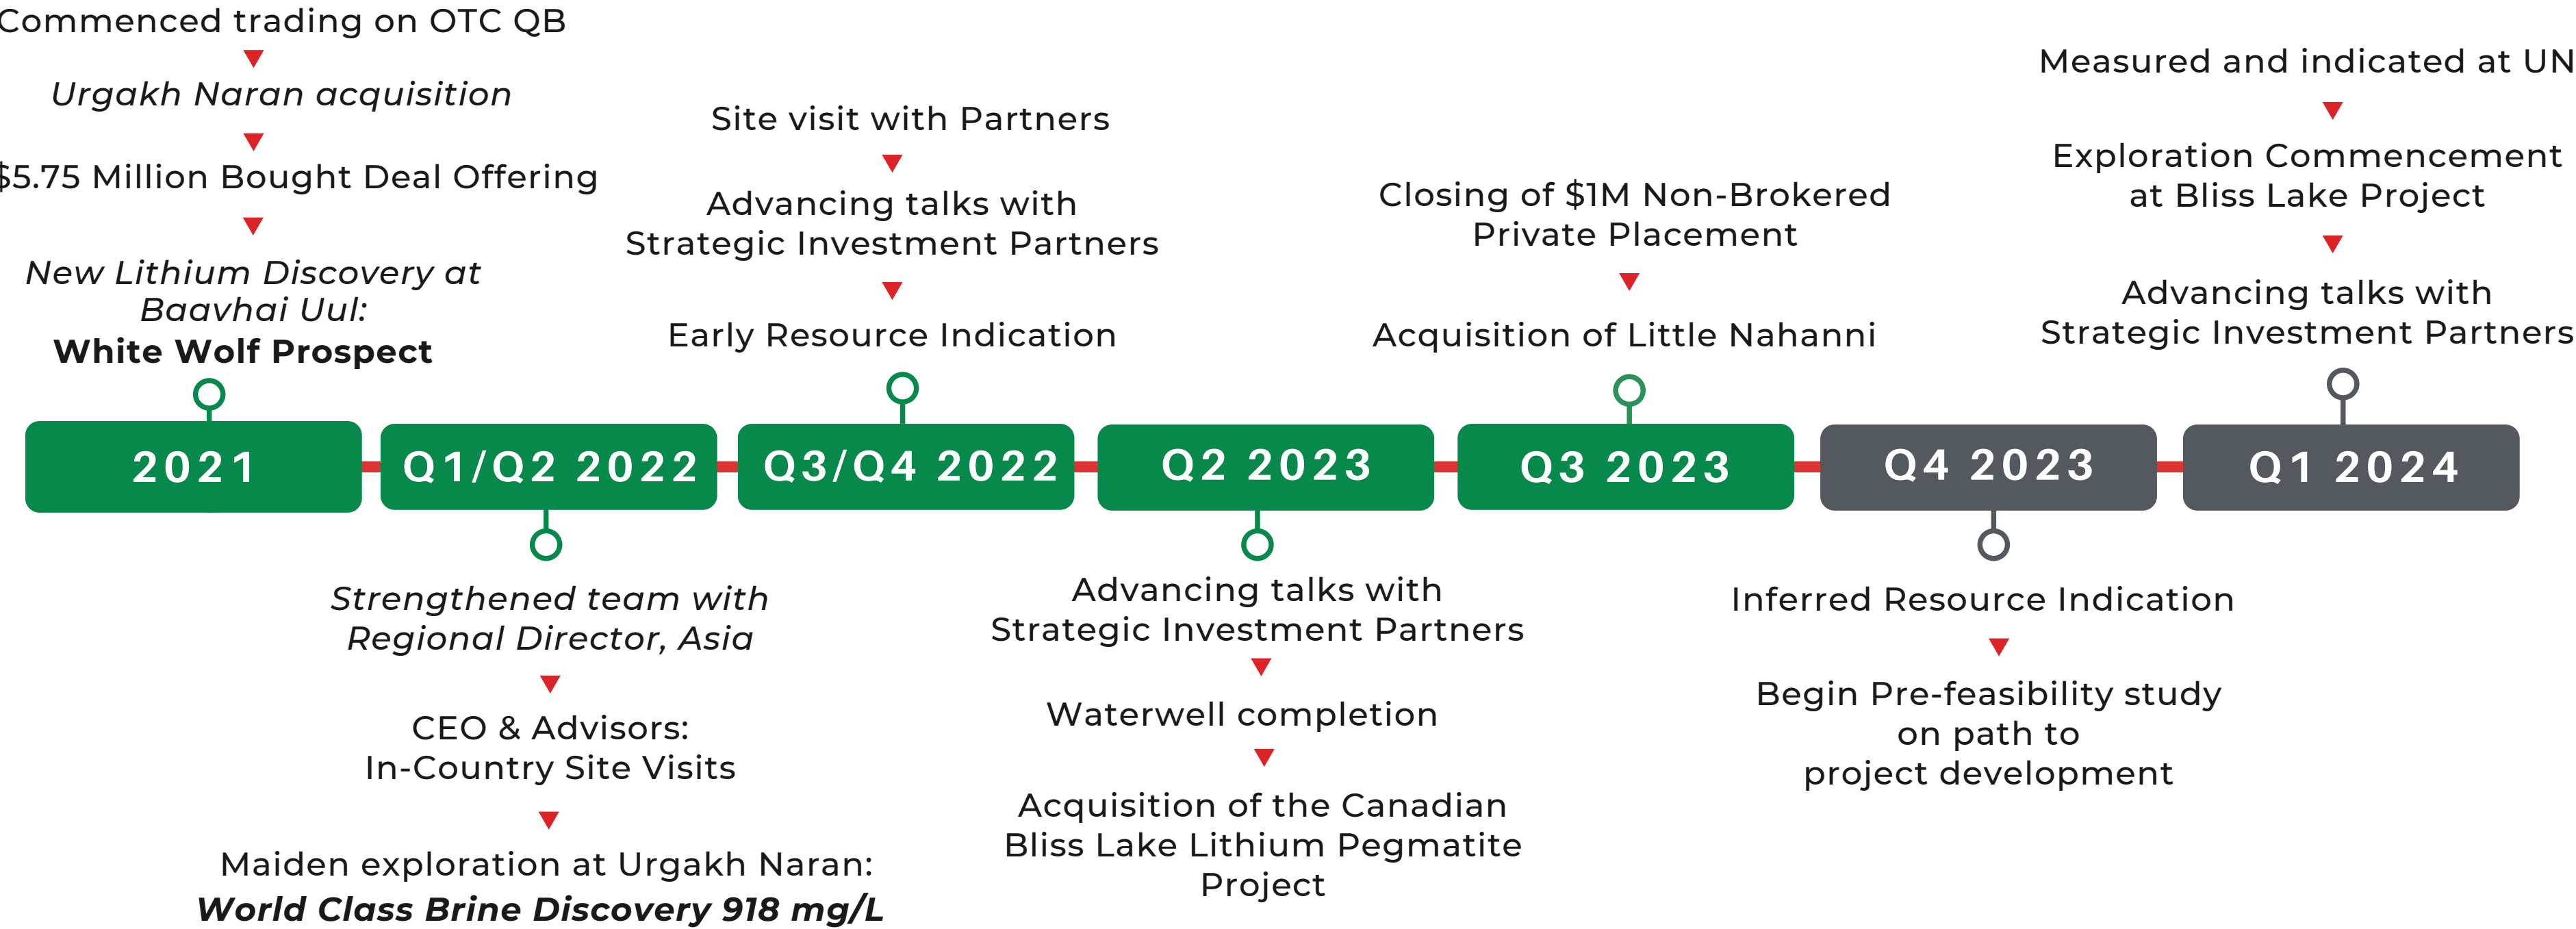 Commenced trading on OTC QB
Urgakh Naran acquisition
$5.75 Million Bought Deal Offering
New Lithium Discovery at
Baavhai Uul:
White Wolf Prospect
Site visit with Partners
Advancing talks with
Strategic Investment Partners
Early Resource Indication
Closing of $1M Non-Brokered
Private Placement
Acquisition of Little Nahanni
Measured and indicated at UN
Exploration Commencement
at Bliss Lake Project
Advancing talks with
Strategic Investment Partners
2021
Q1/Q2 2022
Q3/Q4 2022
Q2 2023
Q3 2023
Q4 2023
Q1 2024
Strengthened team with
Regional Director, Asia
CEO & Advisors:
In-Country Site Visits
Maiden exploration at Urgakh Naran:
World Class Brine Discovery 918 mg/L
Advancing talks with
Strategic Investment Partners
Waterwell completion
Acquisition of the Canadian
Bliss Lake Lithium Pegmatite
Project
Inferred Resource Indication
Begin Pre-feasibility study
on path to
project development